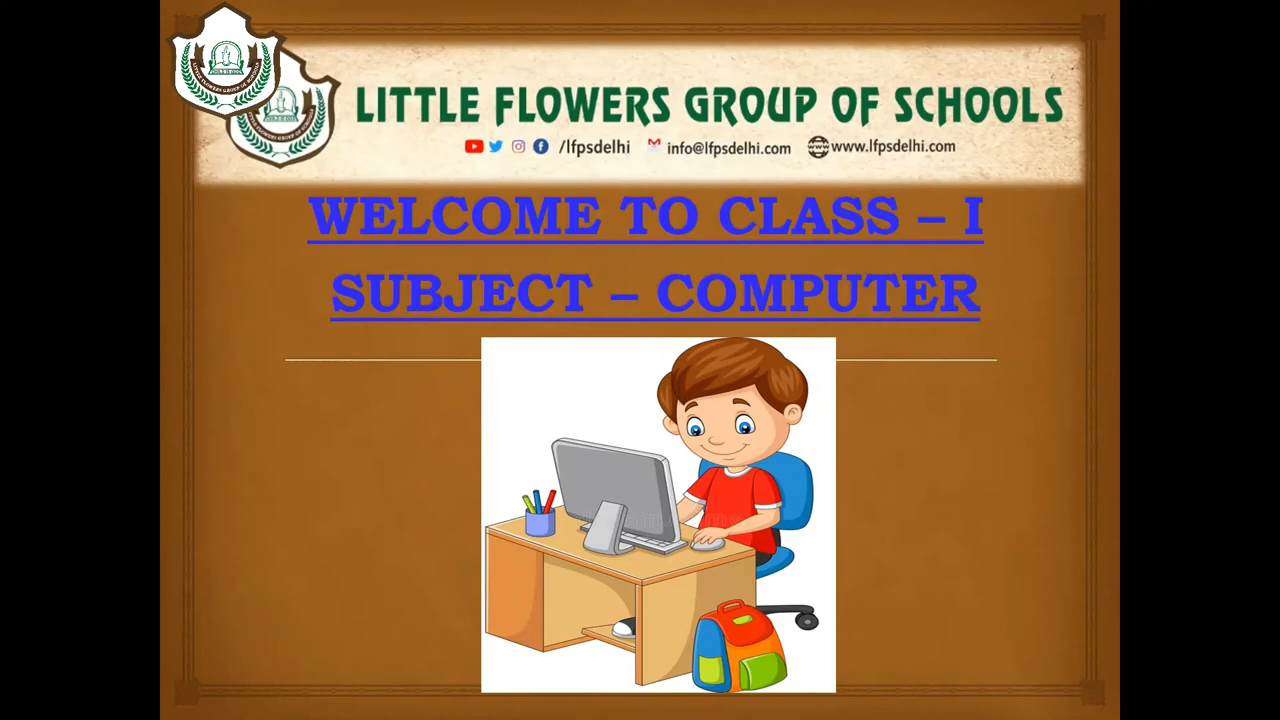 LITTLE FLOWERS GROUP OF SCHOOLS
/lfpsdelhi info@lfpsdelhi.com www.lfpsdelhi.com
WELCOME TO CLASS – I
SUBJECT – COMPUTER